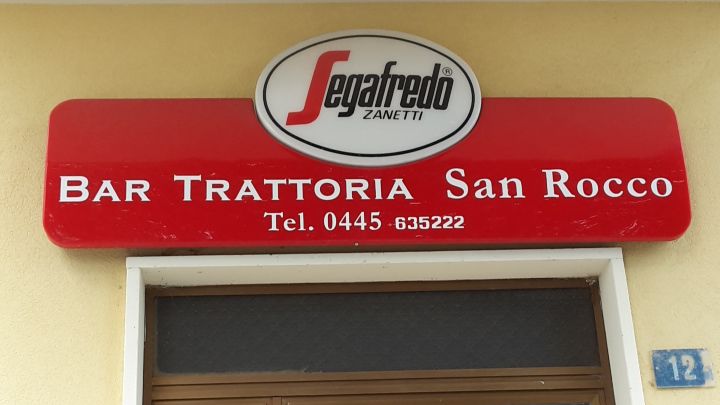 Segafredo®
ZANETTI
BAR TRATTORIA San Rocco
Tel. 0445 635222
12